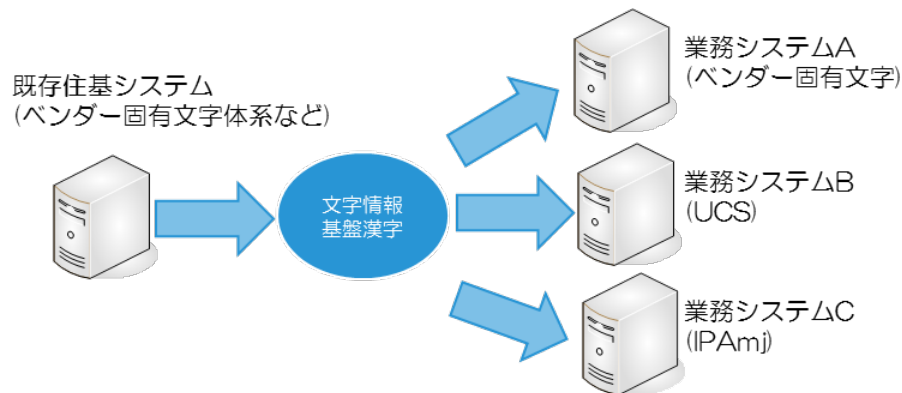 既存住基システム
(ベンダー固有文字体系など)
文字情報
基盤漢字
業務システムA
(ベンダー固有文字)
業務システムB
(UCS)
業務システムC
(IPAmj)